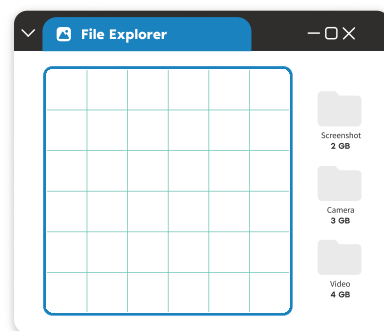 File Explorer
Screenshot
2 GB
Camera
3 GB
Video
4 GB